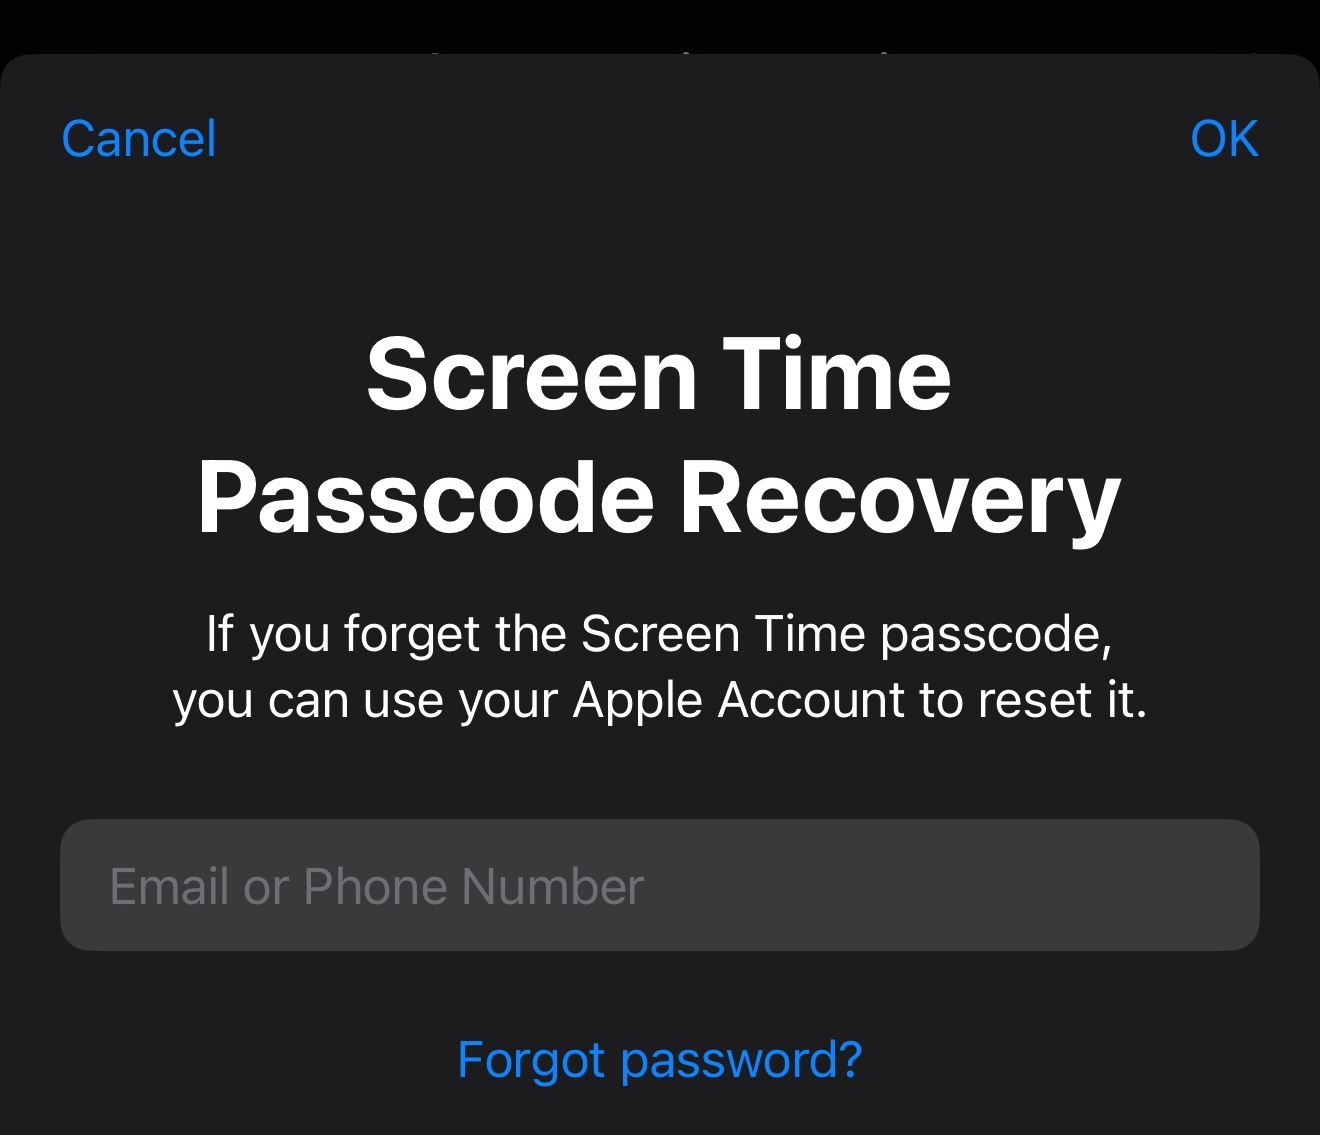 Cancel
OK
Screen Time
Passcode Recovery
If you forget the Screen Time passcode,
you can use your Apple Account to reset it.
Email or Phone Number
Forgot password?